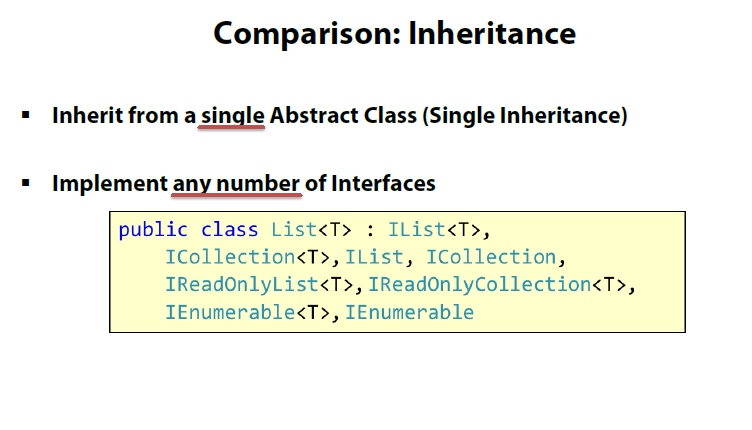 Comparison: Inheritance
▪ Inherit from a single Abstract Class (Single Inheritance)
▪ Implement any number of Interfaces
public class List<T> : IList<T>,
ICollection<T>, IList, ICollection,
IReadOnlyList<T>, IReadOnlyCollection<T>,
IEnumerable<T>, IEnumerable